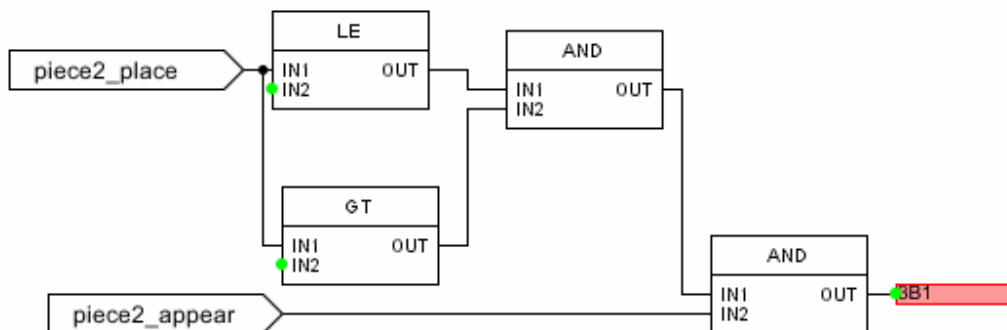 LE
piece2_place
IN1 OUT
IN2
AND
IN1 OUT
IN2
GT
IN1 OUT
IN2
AND
IN1 OUT
IN2
piece2_appear
3B1